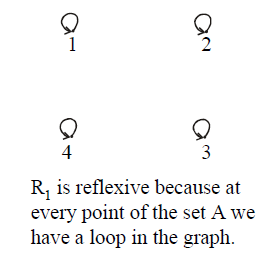 1 2
4 3
R₁ is reflexive because at
every point of the set A we
have a loop in the graph.